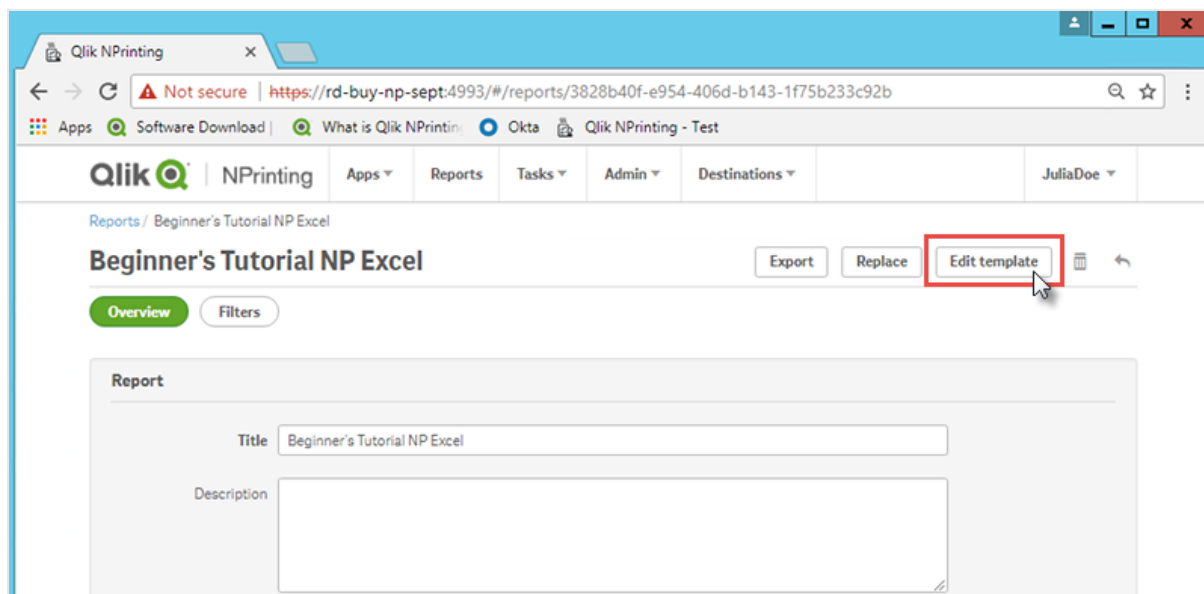 Qlik NPrinting
Not secure | https://rd-buy-np-sept:4993/#/reports/3828b40f-e954-406d-b143-1f75b233c92b
Apps Software Download | What is Qlik NPrinting Okta Qlik NPrinting - Test
Qlik NPrinting Apps Reports Tasks Admin Destinations JuliaDoe
Reports / Beginner's Tutorial NP Excel
Beginner's Tutorial NP Excel Export Replace Edit template
Overview Filters
Report
Title Beginner's Tutorial NP Excel
Description